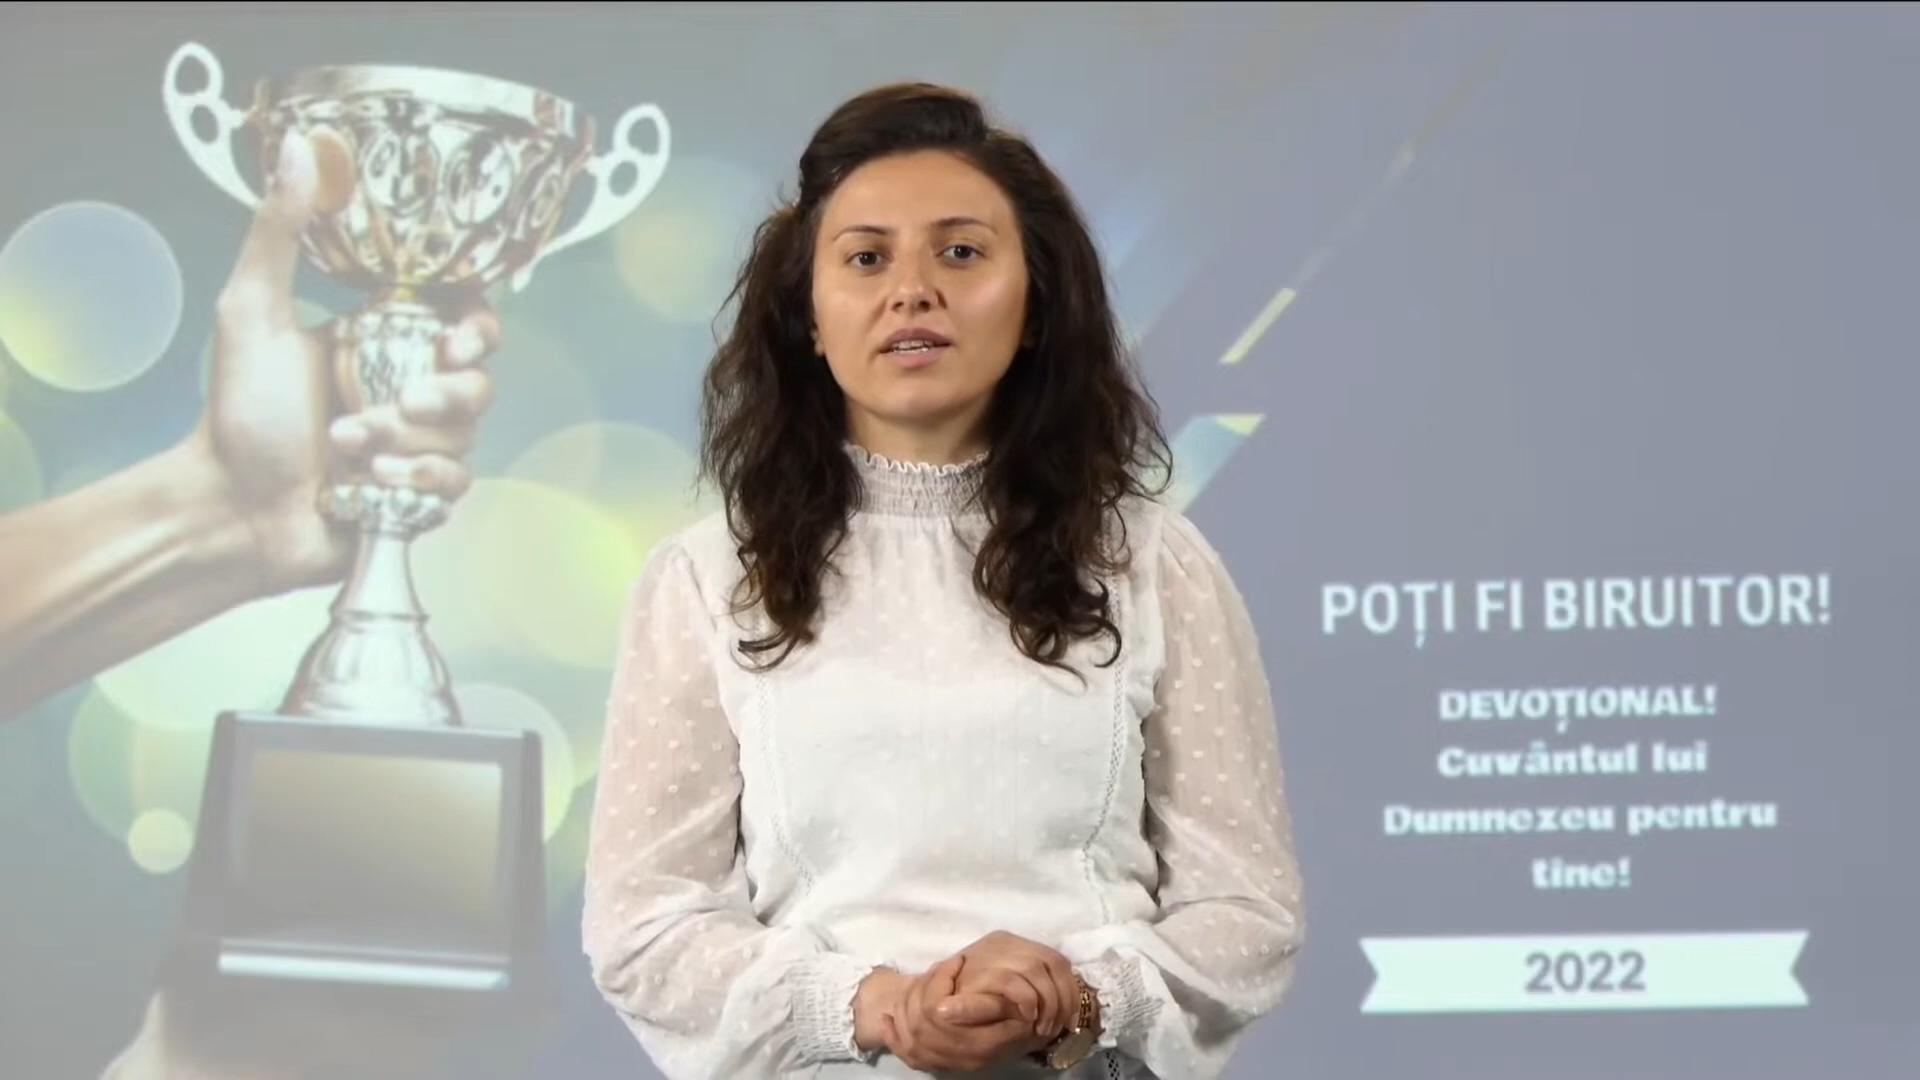 POȚI FI BIRUITOR!
DEVOȚIONAL!
Cuvântul lui
Dumnezeu pentru
tine!
2022